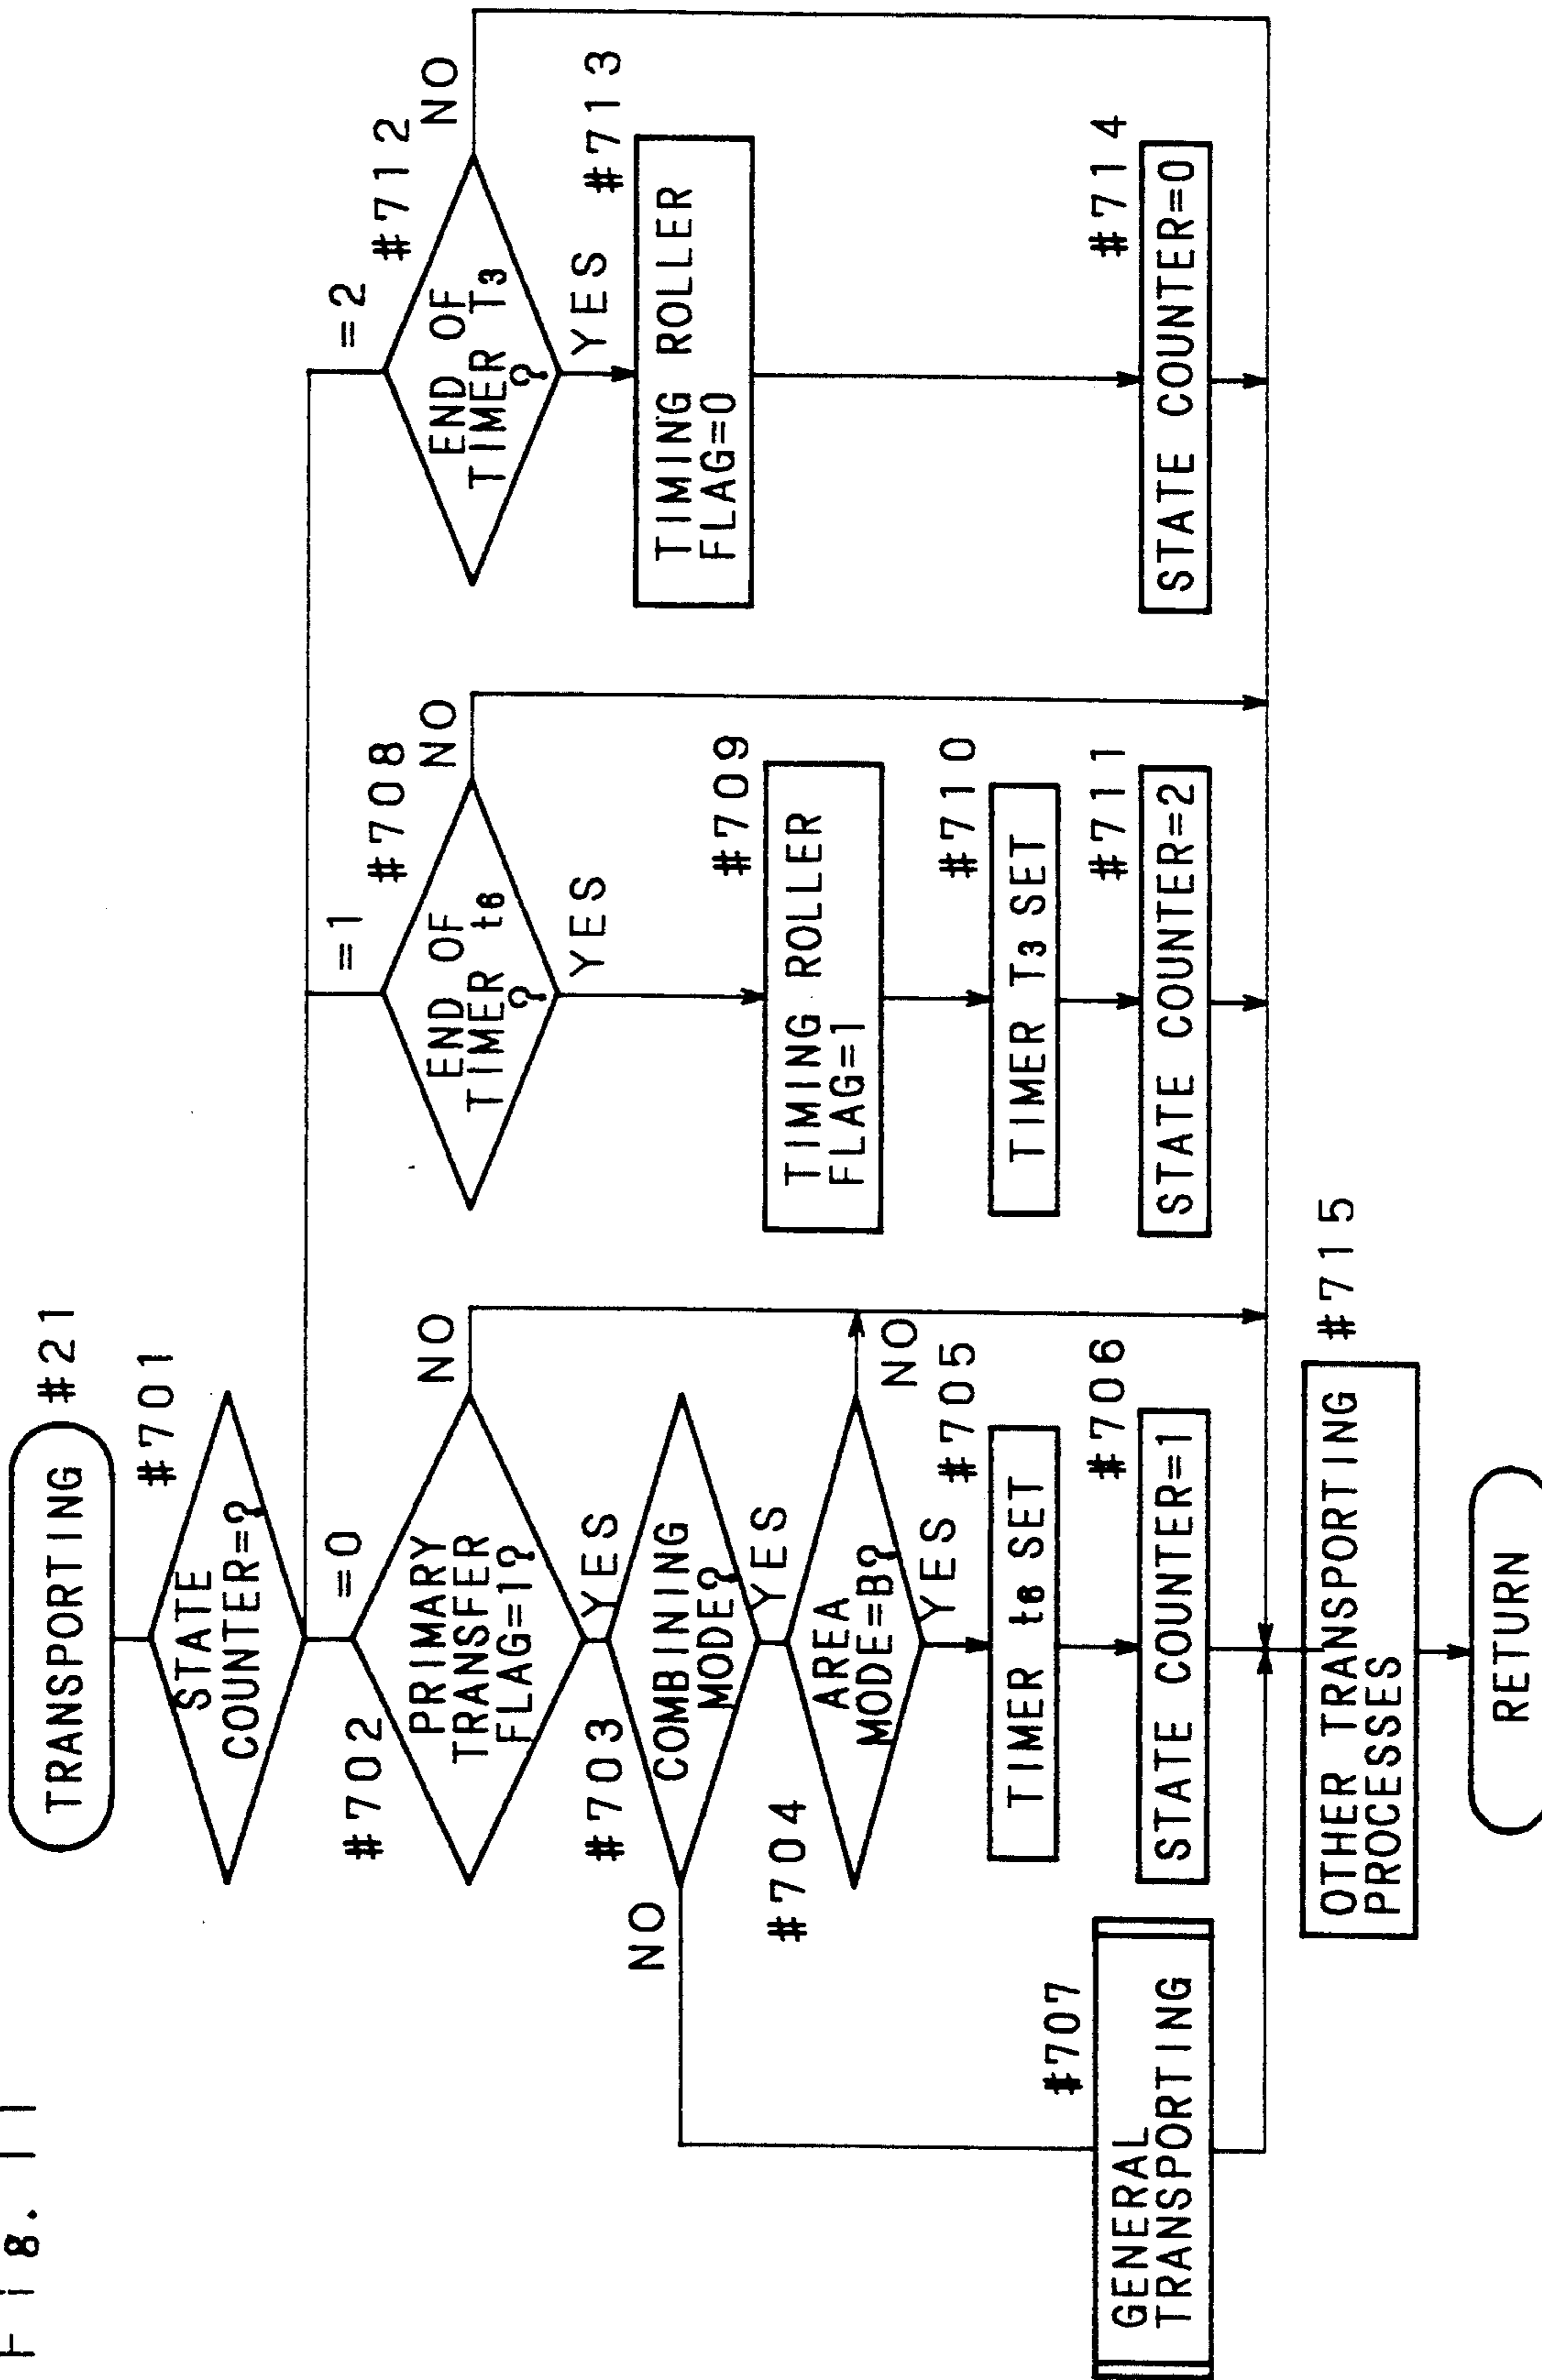 Fig. 11
TRANSPORTING
#21
#701
STATE
COUNTER=?
=0
=1
=2
#702
PRIMARY
TRANSFER
FLAG=1?
NO
YES
#703
COMBINING
MODE?
NO
YES
#704
AREA
MODE=B?
NO
YES
#705
TIMER t6 SET
#706
STATE COUNTER=1
#707
GENERAL
TRANSPORTING
#708
END OF
TIMER t6
?
NO
YES
#709
TIMING ROLLER
FLAG=1
#710
TIMER T3 SET
#711
STATE COUNTER=2
#712
END OF
TIMER T3
?
NO
YES
#713
TIMING ROLLER
FLAG=0
#714
STATE COUNTER=0
#715
OTHER TRANSPORTING
PROCESSES
RETURN